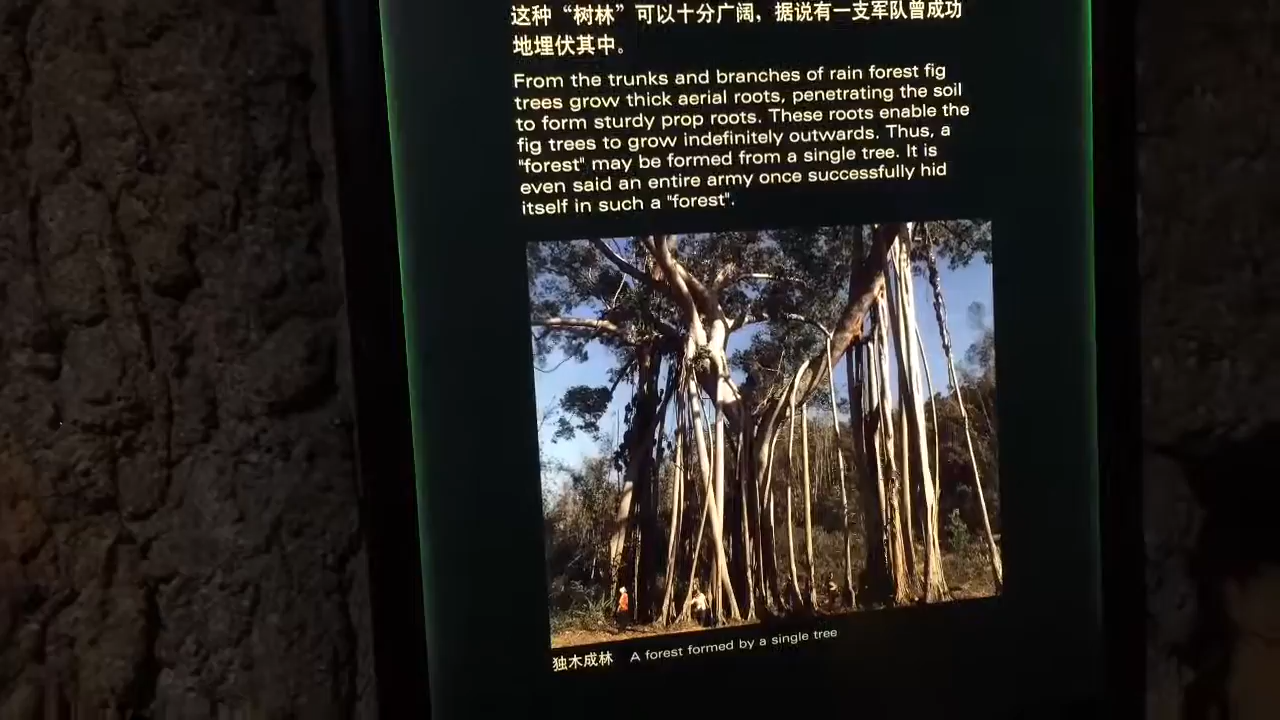 这种“树林”可以十分广阔，据说有一支军队曾成功
地埋伏其中。
From the trunks and branches of rain forest fig
trees grow thick aerial roots, penetrating the soil
to form sturdy prop roots. These roots enable the
fig trees to grow indefinitely outwards. Thus, a
"forest" may be formed from a single tree. It is
even said an entire army once successfully hid
itself in such a "forest".
独木成林 A forest formed by a single tree